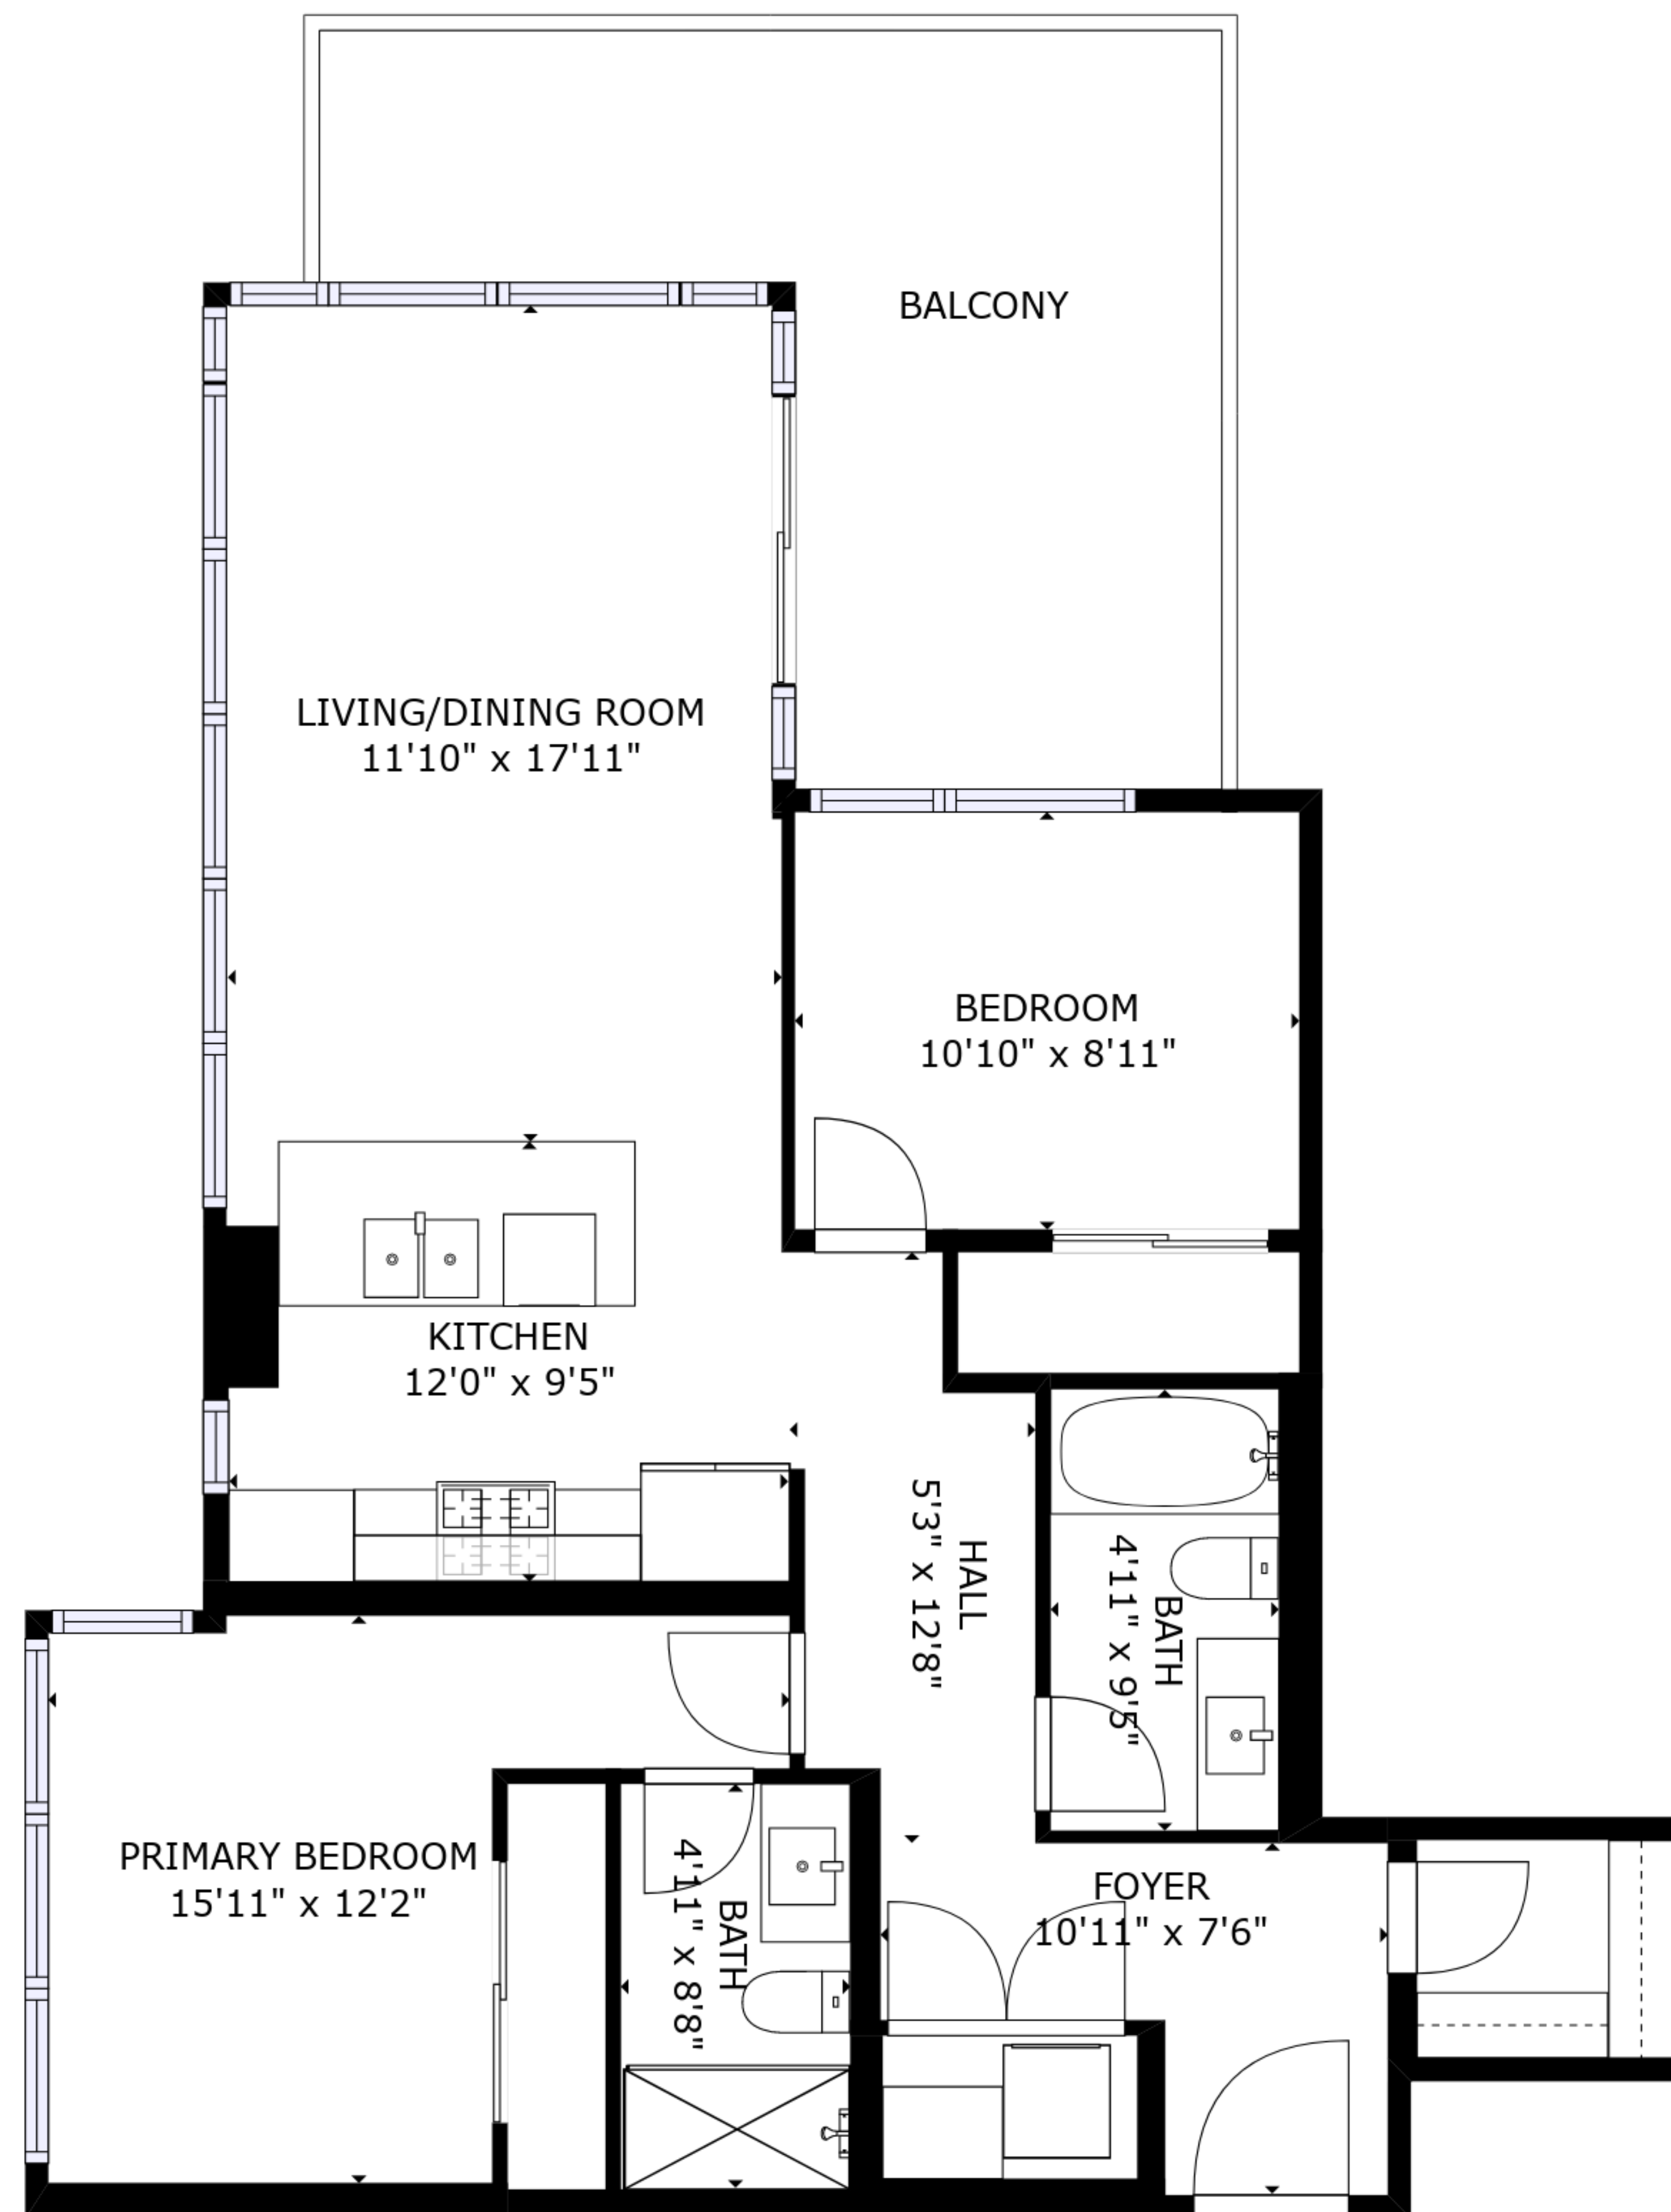 BALCONY
LIVING/DINING ROOM
11'10" x 17'11"
BEDROOM
10'10" x 8'11"
KITCHEN
12'0" x 9'5"
HALL
5'3" x 12'8"
BATH
4'11" x 9'5"
PRIMARY BEDROOM
15'11" x 12'2"
BATH
4'11" x 8'8"
FOYER
10'11" x 7'6"